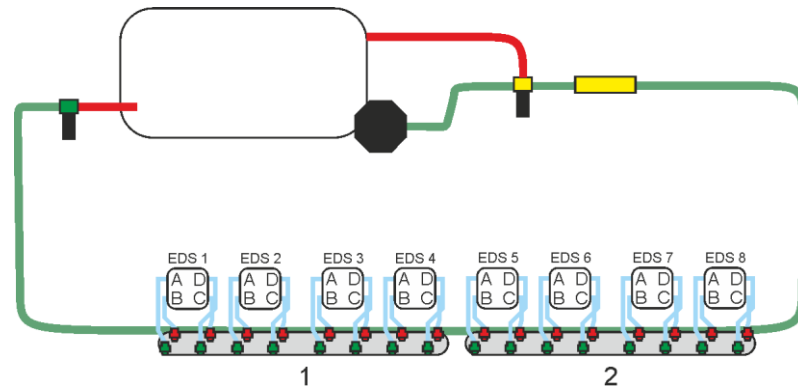 EDS 1 EDS 2 EDS 3 EDS 4 EDS 5 EDS 6 EDS 7 EDS 8
A D A D A D A D A D A D A D A D
B C B C B C B C B C B C B C B C
1 2